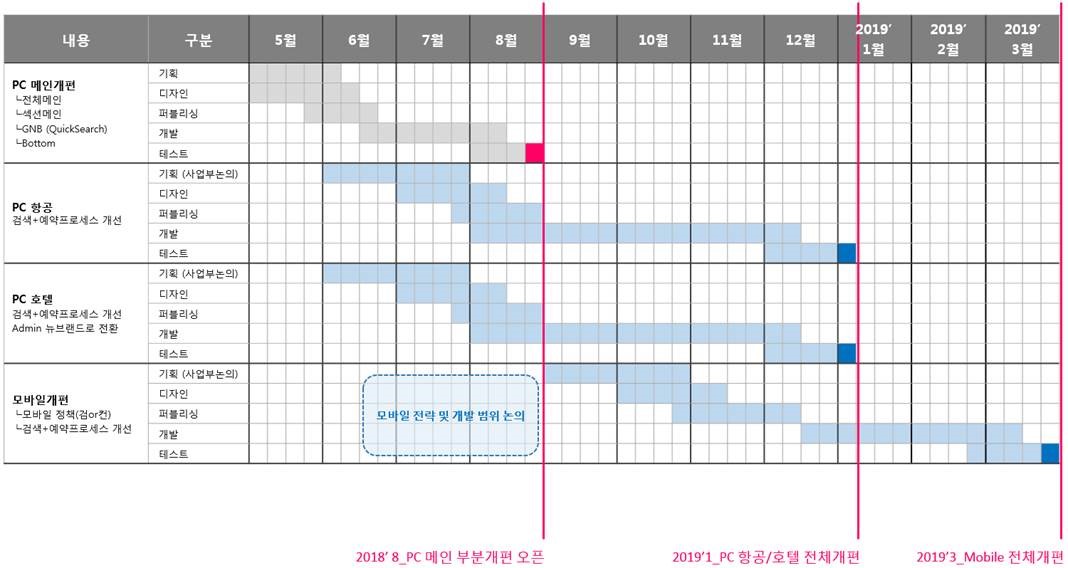 내용 구분 5월 6월 7월 8월 9월 10월 11월 12월 2019′ 1월 2019′ 2월 2019′ 3월
PC 메인개편
└전체메인
└섹션메인
└GNB (QuickSearch)
└Bottom
기획
디자인
퍼블리싱
개발
테스트
PC 항공
검색+예약프로세스 개선
기획 (사업부논의)
디자인
퍼블리싱
개발
테스트
PC 호텔
검색+예약프로세스 개선
Admin 뉴브랜드로 전환
기획 (사업부논의)
디자인
퍼블리싱
개발
테스트
모바일개편
└모바일 정책(검or컨)
└검색+예약프로세스 개선
기획 (사업부논의)
디자인
퍼블리싱
개발
테스트
모바일 전략 및 개발 범위 논의
2018′ 8_PC 메인 부분개편 오픈
2019′1_PC 항공/호텔 전체개편
2019′3_Mobile 전체개편